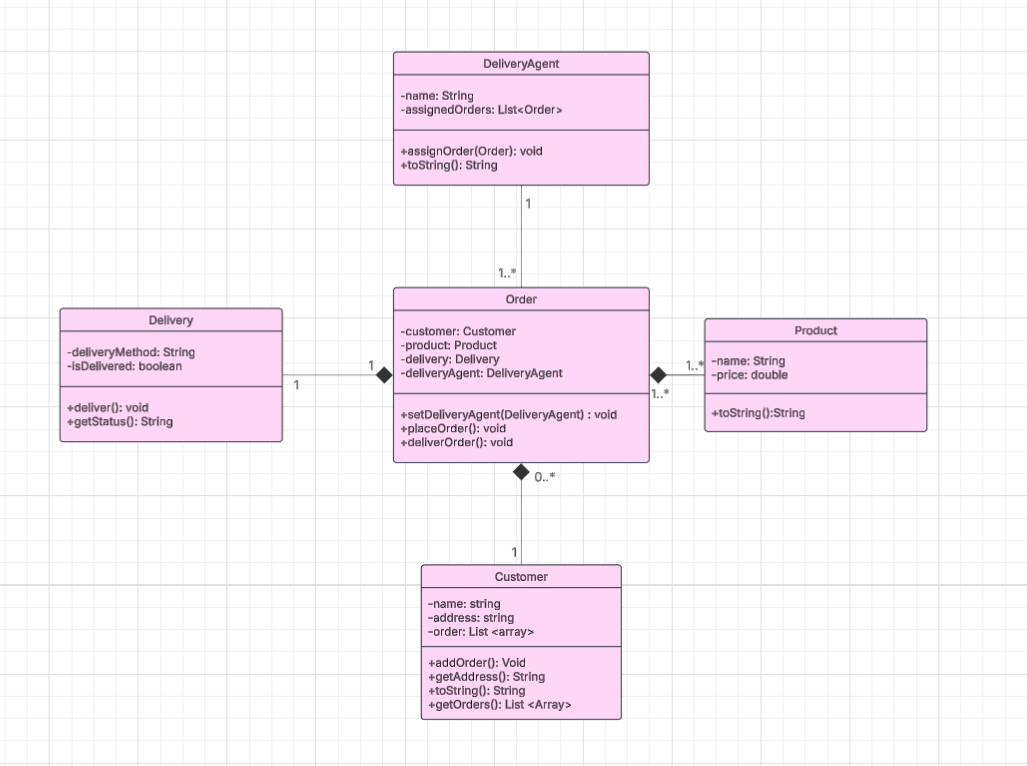 DeliveryAgent
-name: String
-assignedOrders: List<Order>
+assignOrder(Order): void
+toString(): String
1
1..*
Order
-customer: Customer
-product: Product
-delivery: Delivery
-deliveryAgent: DeliveryAgent
+setDeliveryAgent(DeliveryAgent) : void
+placeOrder(): void
+deliverOrder(): void
Delivery
-deliveryMethod: String
-isDelivered: boolean
+deliver(): void
+getStatus(): String
1
1
Product
-name: String
-price: double
+toString():String
1..*
1..*
0..*
1
Customer
-name: string
-address: string
-order: List <array>
+addOrder(): Void
+getAddress(): String
+toString(): String
+getOrders(): List <Array>